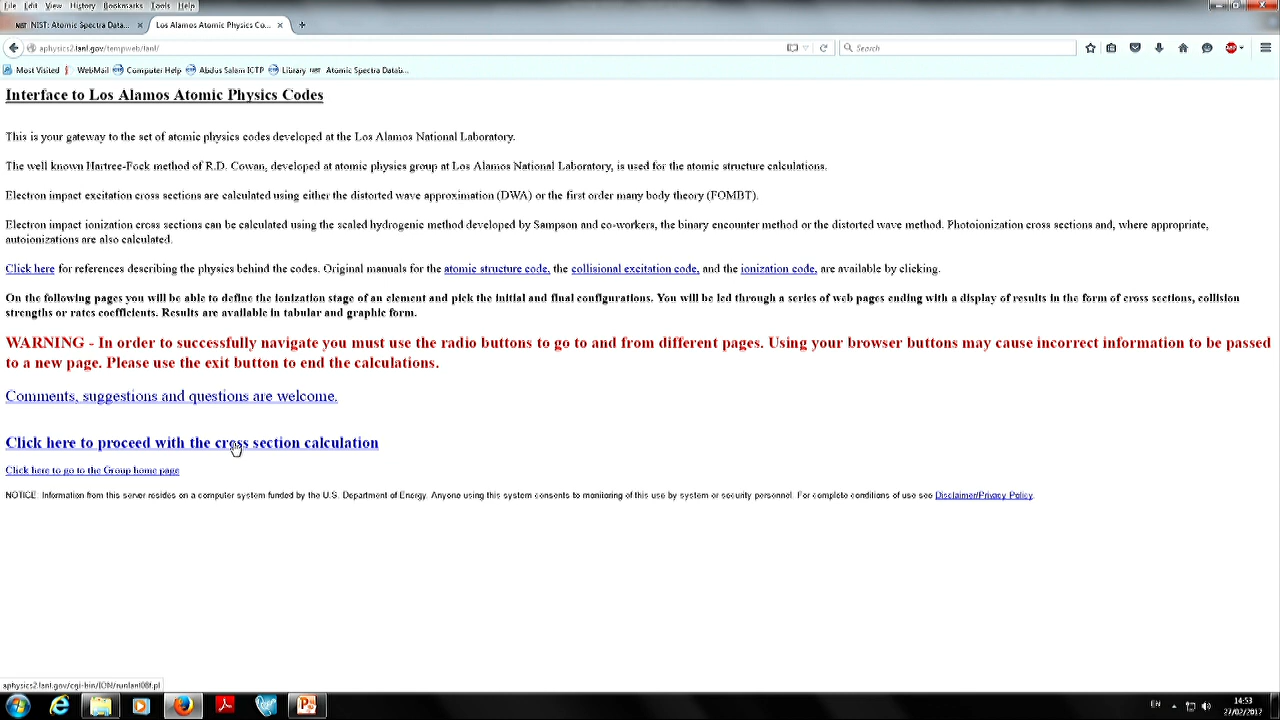 File Edit View History Bookmarks Tools Help
NIST: Atomic Spectra Data... × Los Alamos Atomic Physics Co... × +
aphysics2.lanl.gov/tempweb/lanl/ Search
Most Visited WebMail Computer Help Abdus Salam ICTP Library Atomic Spectra Datab...
Interface to Los Alamos Atomic Physics Codes
This is your gateway to the set of atomic physics codes developed at the Los Alamos National Laboratory.
The well known Hartree-Fock method of R.D. Cowan, developed at atomic physics group at Los Alamos National Laboratory, is used for the atomic structure calculations.
Electron impact excitation cross sections are calculated using either the distorted wave approximation (DWA) or the first order many body theory (FOMBT).
Electron impact ionization cross sections can be calculated using the scaled hydrogenic method developed by Sampson and co-workers, the binary encounter method or the distorted wave method. Photoionization cross sections and, where appropriate,
autoionizations are also calculated.
Click here for references describing the physics behind the codes. Original manuals for the atomic structure code, the collisional excitation code, and the ionization code, are available by clicking.
On the following pages you will be able to define the ionization stage of an element and pick the initial and final configurations. You will be led through a series of web pages ending with a display of results in the form of cross sections, collision
strengths or rates coefficients. Results are available in tabular and graphic form.
WARNING - In order to successfully navigate you must use the radio buttons to go to and from different pages. Using your browser buttons may cause incorrect information to be passed
to a new page. Please use the exit button to end the calculations.
Comments, suggestions and questions are welcome.
Click here to proceed with the cross section calculation
Click here to go to the Group home page
NOTICE: Information from this server resides on a computer system funded by the U.S. Department of Energy. Anyone using this system consents to monitoring of this use by system or security personnel. For complete conditions of use see Disclaimer/Privacy Policy.
aphysics2.lanl.gov/cgi-bin/ION/runlanl08f.pl
EN 14:53
27/02/2017